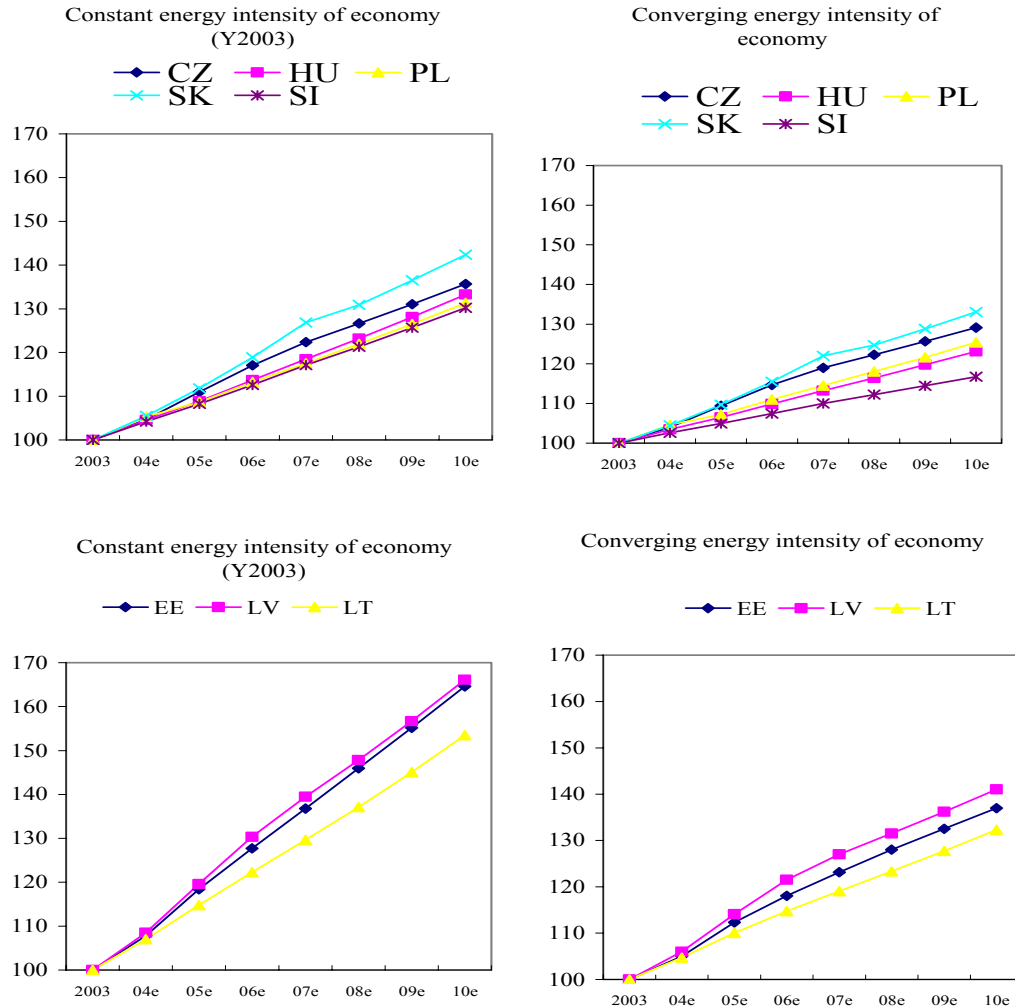 Constant energy intensity of economy
(Y2003)
CZ HU PL
SK SI
170
160
150
140
130
120
110
100
2003 04e 05e 06e 07e 08e 09e 10e
Converging energy intensity of
economy
CZ HU PL
SK SI
170
160
150
140
130
120
110
100
2003 04e 05e 06e 07e 08e 09e 10e
Constant energy intensity of economy
(Y2003)
EE LV LT
170
160
150
140
130
120
110
100
2003 04e 05e 06e 07e 08e 09e 10e
Converging energy intensity of economy
EE LV LT
170
160
150
140
130
120
110
100
2003 04e 05e 06e 07e 08e 09e 10e